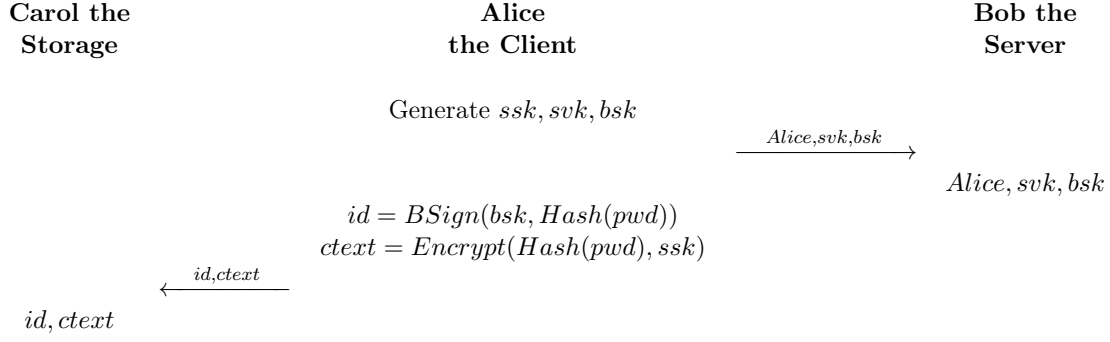 Carol the Storage
Alice the Client
Bob the Server
Generate ssk, svk, bsk
Alice,svk,bsk
Alice, svk, bsk
id = BSign(bsk, Hash(pwd))
ctext = Encrypt(Hash(pwd), ssk)
id,ctext
id, ctext